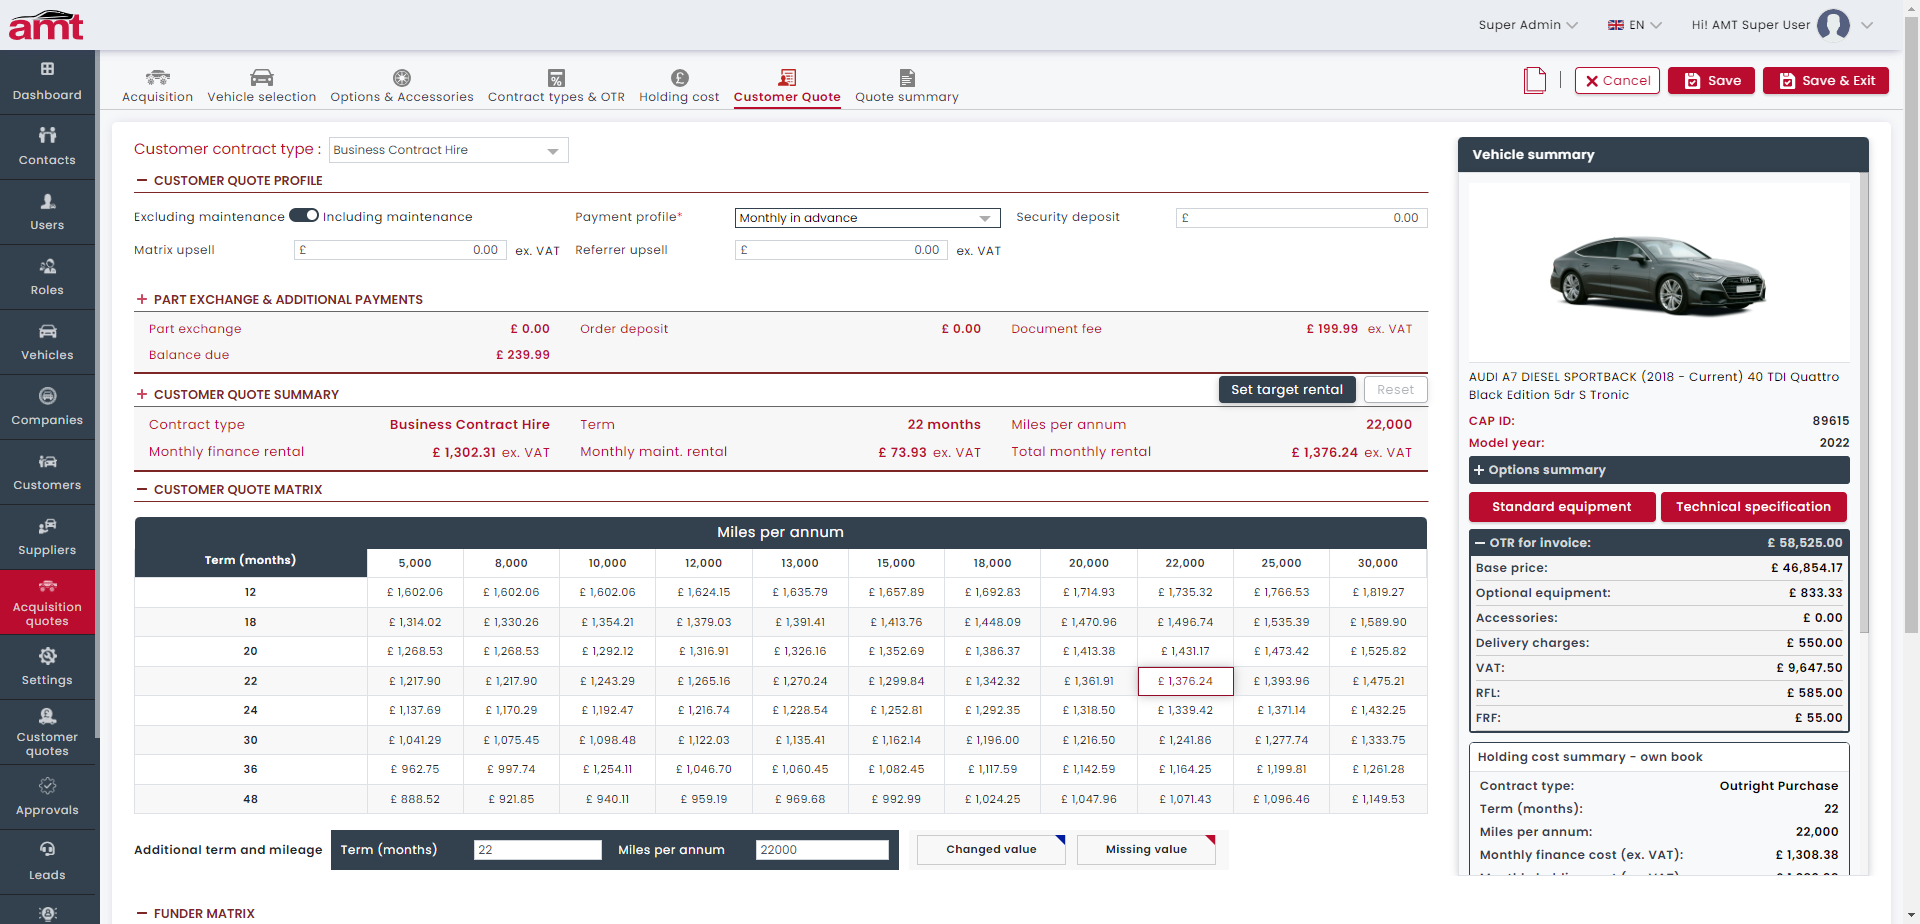 amt
Super Admin
EN
Hi! AMT Super User
Dashboard
Contacts
Users
Roles
Vehicles
Companies
Customers
Suppliers
Acquisition
quotes
Settings
Customer
quotes
Approvals
Leads
Acquisition
Vehicle selection
Options & Accessories
Contract types & OTR
Holding cost
Customer Quote
Quote summary
Cancel
Save
Save & Exit
Customer contract type : Business Contract Hire
CUSTOMER QUOTE PROFILE
Excluding maintenance Including maintenance Payment profile* Monthly in advance Security deposit £ 0.00
Matrix upsell £ 0.00 ex. VAT Referrer upsell £ 0.00 ex. VAT
PART EXCHANGE & ADDITIONAL PAYMENTS
Part exchange £ 0.00 Order deposit £ 0.00 Document fee £ 199.99 ex. VAT
Balance due £ 239.99
CUSTOMER QUOTE SUMMARY Set target rental Reset
Contract type Business Contract Hire Term 22 months Miles per annum 22,000
Monthly finance rental £ 1,302.31 ex. VAT Monthly maint. rental £ 73.93 ex. VAT Total monthly rental £ 1,376.24 ex. VAT
CUSTOMER QUOTE MATRIX
Miles per annum
Term (months) 5,000 8,000 10,000 12,000 13,000 15,000 18,000 20,000 22,000 25,000 30,000
12 £ 1,602.06 £ 1,602.06 £ 1,602.06 £ 1,624.15 £ 1,635.79 £ 1,657.89 £ 1,692.83 £ 1,714.93 £ 1,735.32 £ 1,766.53 £ 1,819.27
18 £ 1,314.02 £ 1,330.26 £ 1,354.21 £ 1,379.03 £ 1,391.41 £ 1,413.76 £ 1,448.09 £ 1,470.96 £ 1,496.74 £ 1,535.39 £ 1,589.90
20 £ 1,268.53 £ 1,268.53 £ 1,292.12 £ 1,316.91 £ 1,326.16 £ 1,352.69 £ 1,386.37 £ 1,413.38 £ 1,431.17 £ 1,473.42 £ 1,525.82
22 £ 1,217.90 £ 1,217.90 £ 1,243.29 £ 1,265.16 £ 1,270.24 £ 1,299.84 £ 1,342.32 £ 1,361.91 £ 1,376.24 £ 1,393.96 £ 1,475.21
24 £ 1,137.69 £ 1,170.29 £ 1,192.47 £ 1,216.74 £ 1,228.54 £ 1,252.81 £ 1,292.35 £ 1,318.50 £ 1,339.42 £ 1,371.14 £ 1,432.25
30 £ 1,041.29 £ 1,075.45 £ 1,098.48 £ 1,122.03 £ 1,135.41 £ 1,162.14 £ 1,196.00 £ 1,216.50 £ 1,241.86 £ 1,277.74 £ 1,333.75
36 £ 962.75 £ 997.74 £ 1,254.11 £ 1,046.70 £ 1,060.45 £ 1,082.45 £ 1,117.59 £ 1,142.59 £ 1,164.25 £ 1,199.81 £ 1,261.28
48 £ 888.52 £ 921.85 £ 940.11 £ 959.19 £ 969.68 £ 992.99 £ 1,024.25 £ 1,047.96 £ 1,071.43 £ 1,096.46 £ 1,149.53
Additional term and mileage Term (months) 22 Miles per annum 22000 Changed value Missing value
FUNDER MATRIX
Vehicle summary
AUDI A7 DIESEL SPORTBACK (2018 - Current) 40 TDI Quattro
Black Edition 5dr S Tronic
CAP ID: 89615
Model year: 2022
Options summary
Standard equipment Technical specification
OTR for invoice: £ 58,525.00
Base price: £ 46,854.17
Optional equipment: £ 833.33
Accessories: £ 0.00
Delivery charges: £ 550.00
VAT: £ 9,647.50
RFL: £ 585.00
FRF: £ 55.00
Holding cost summary - own book
Contract type: Outright Purchase
Term (months): 22
Miles per annum: 22,000
Monthly finance cost (ex. VAT): £ 1,308.38